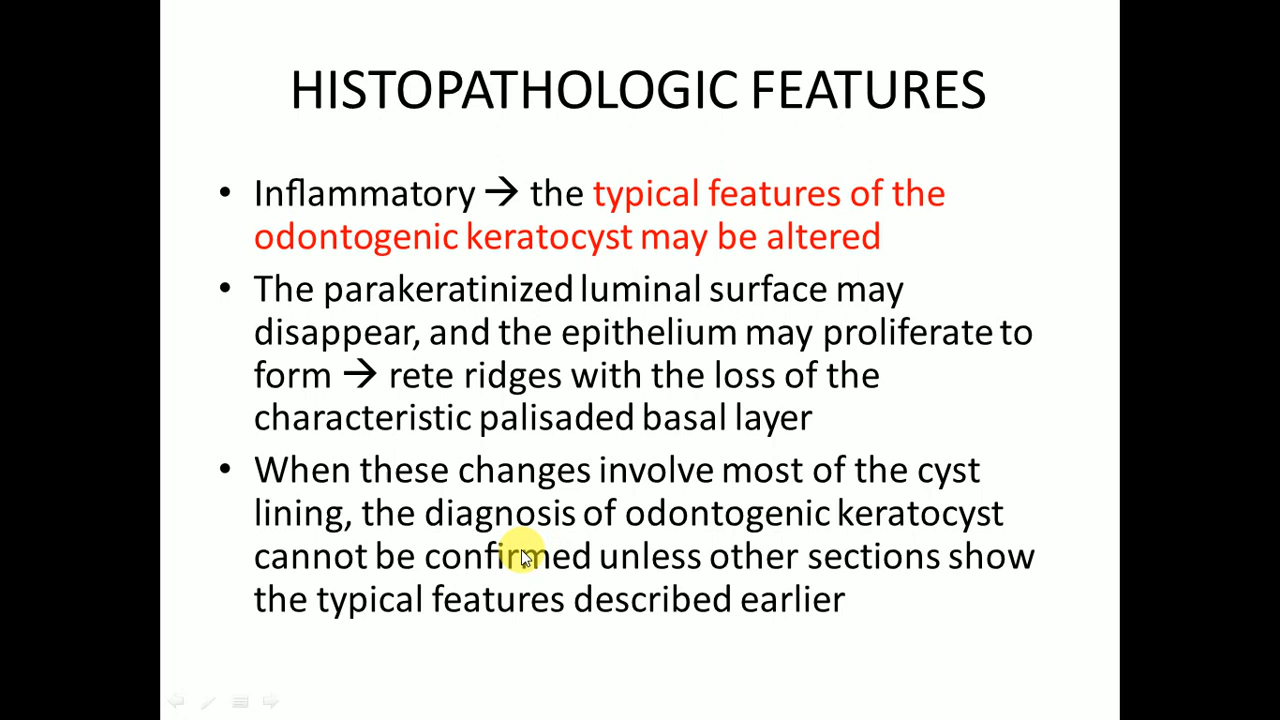 HISTOPATHOLOGIC FEATURES
• Inflammatory → the typical features of the
odontogenic keratocyst may be altered
• The parakeratinized luminal surface may
disappear, and the epithelium may proliferate to
form → rete ridges with the loss of the
characteristic palisaded basal layer
• When these changes involve most of the cyst
lining, the diagnosis of odontogenic keratocyst
cannot be confirmed unless other sections show
the typical features described earlier